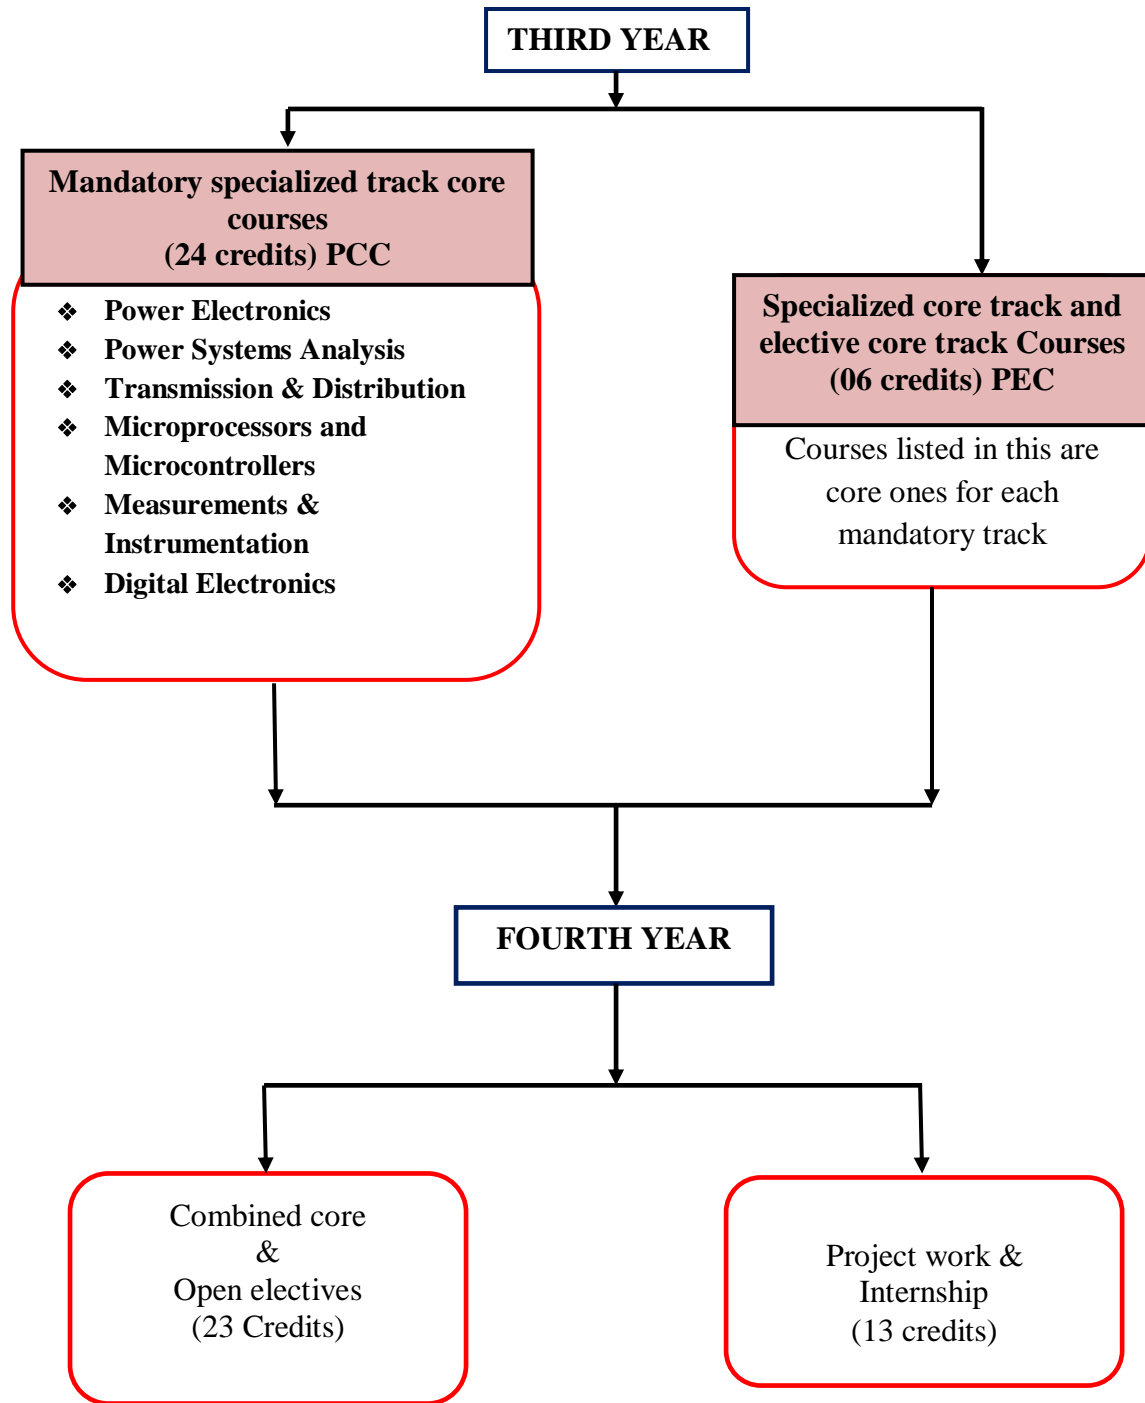 THIRD YEAR
Mandatory specialized track core
courses
(24 credits) PCC
❖ Power Electronics
❖ Power Systems Analysis
❖ Transmission & Distribution
❖ Microprocessors and
Microcontrollers
❖ Measurements &
Instrumentation
❖ Digital Electronics
Specialized core track and
elective core track Courses
(06 credits) PEC
Courses listed in this are
core ones for each
mandatory track
FOURTH YEAR
Combined core
&
Open electives
(23 Credits)
Project work &
Internship
(13 credits)